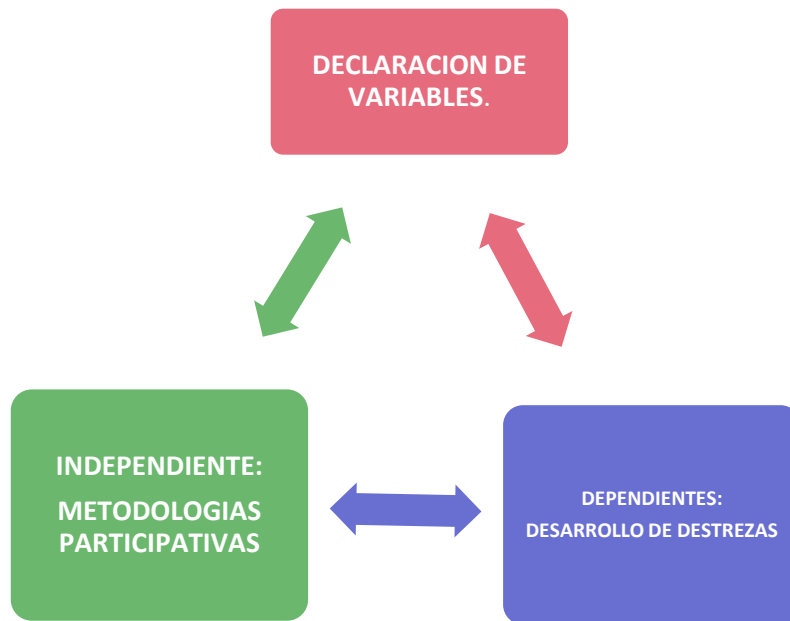 DECLARACION DE
VARIABLES.
INDEPENDIENTE:
METODOLOGIAS
PARTICIPATIVAS
DEPENDIENTES:
DESARROLLO DE DESTREZAS